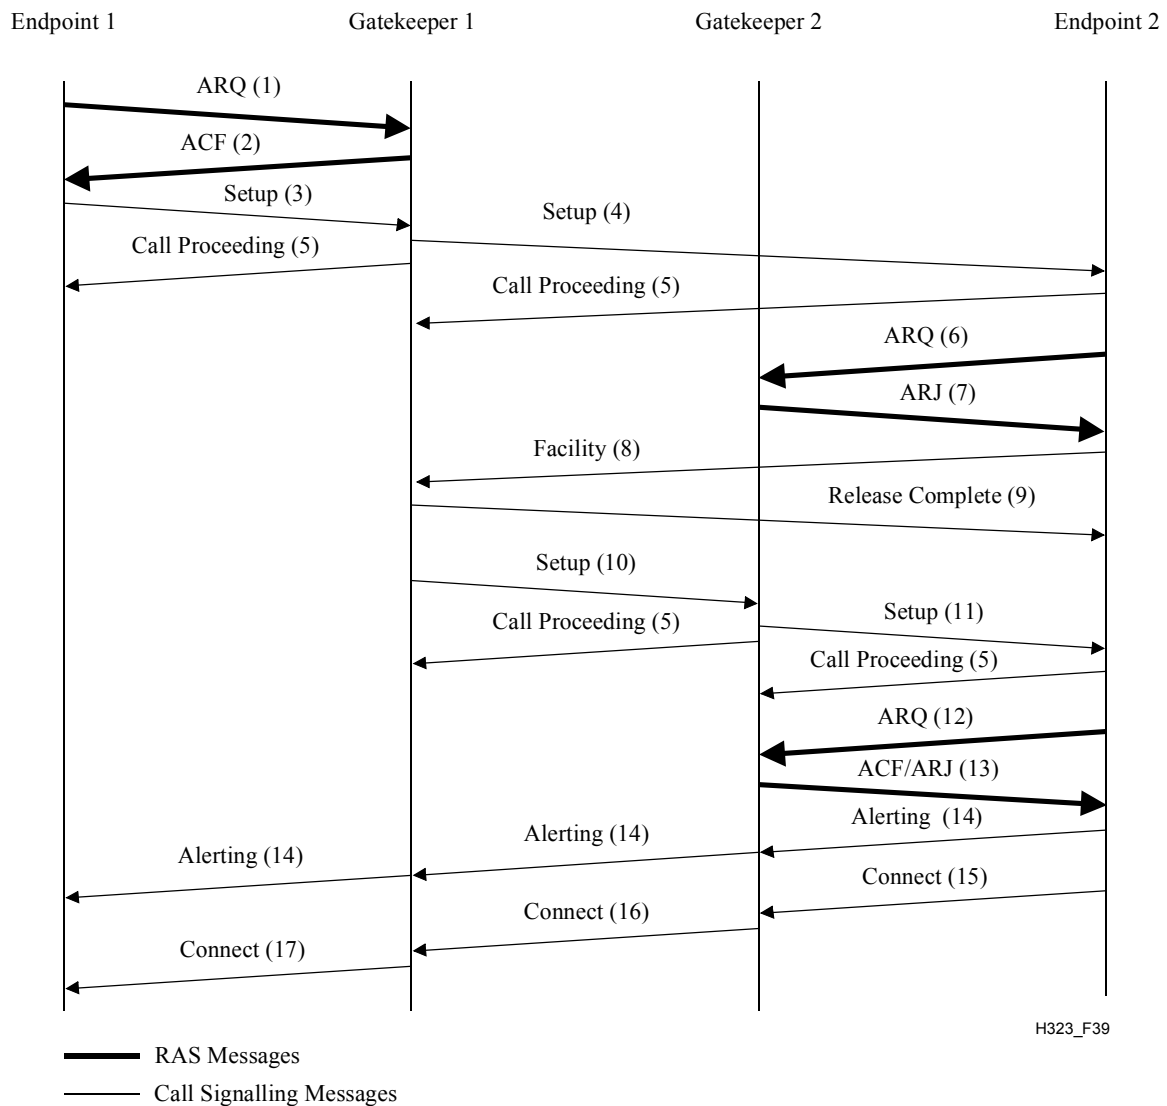 Endpoint 1
Gatekeeper 1
Gatekeeper 2
Endpoint 2
ARQ (1)
ACF (2)
Setup (3)
Setup (4)
Call Proceeding (5)
Call Proceeding (5)
ARQ (6)
ARJ (7)
Facility (8)
Release Complete (9)
Setup (10)
Setup (11)
Call Proceeding (5)
Call Proceeding (5)
ARQ (12)
ACF/ARJ (13)
Alerting (14)
Alerting (14)
Alerting (14)
Connect (15)
Connect (16)
Connect (17)
H323_F39
RAS Messages
Call Signalling Messages